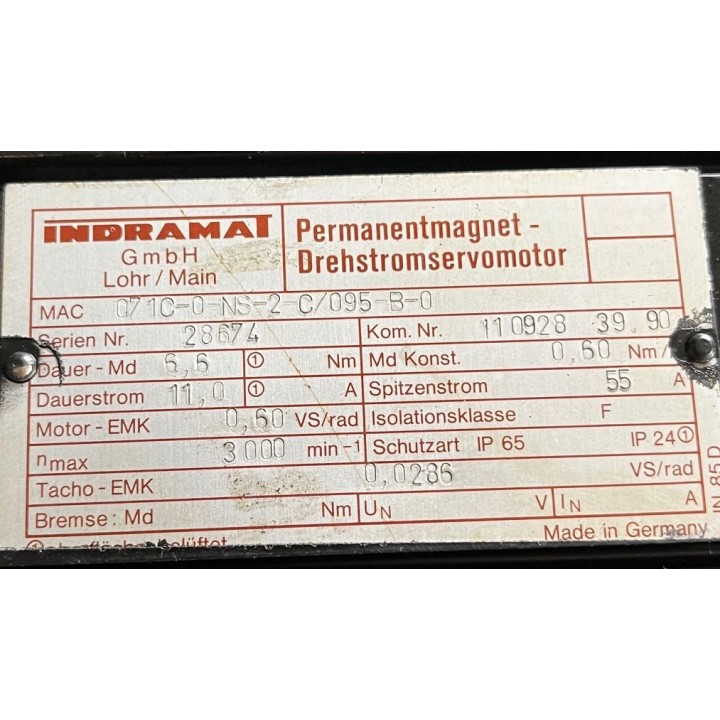 INDRAMAT
GmbH
Lohr / Main
Permanentmagnet -
Drehstromservomotor
MAC 071C-0-NS-2-C/095-B-0
Serien Nr. 28674 Kom. Nr. 110928 39.90
Dauer - Md 6,6 ① Nm Md Konst. 0,60 Nm/
Dauerstrom 11,0 ① A Spitzenstrom 55 A
Motor - EMK 0,60 VS/rad Isolationsklasse F
nmax 3000 min -1 Schutzart IP 65 IP 24①
Tacho - EMK 0,0286 VS/rad
Bremse: Md Nm UN V IN A
① oberflächenbelüftet Made in Germany
IN 85D